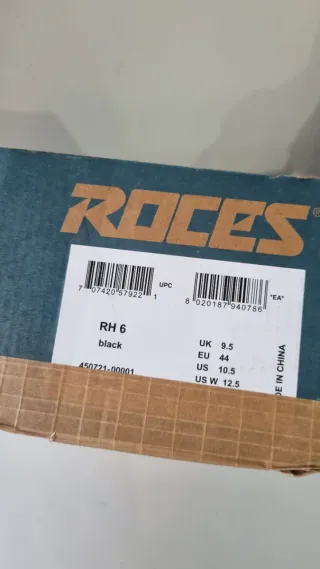 ROCES®
7 07420 57922 1 UPC
8 020187 940786 "EA"
RH 6
black
450721-00001
UK 9.5
EU 44
US 10.5
US W 12.5
DE IN CHINA